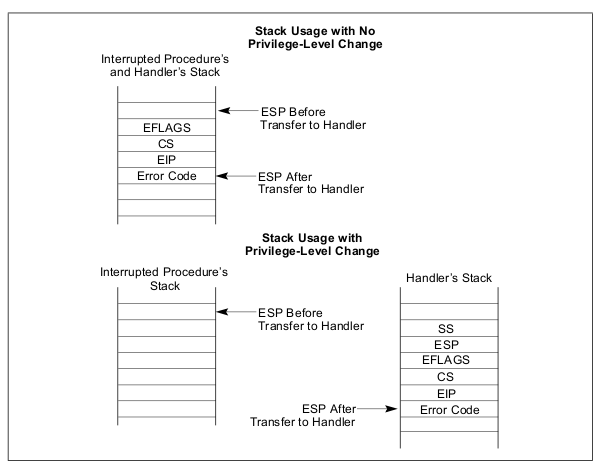 Stack Usage with No
Privilege-Level Change
Interrupted Procedure's
and Handler's Stack
ESP Before
Transfer to Handler
EFLAGS
CS
EIP
Error Code
ESP After
Transfer to Handler
Stack Usage with
Privilege-Level Change
Interrupted Procedure's
Stack
Handler's Stack
ESP Before
Transfer to Handler
SS
ESP
EFLAGS
CS
EIP
ESP After
Transfer to Handler
Error Code